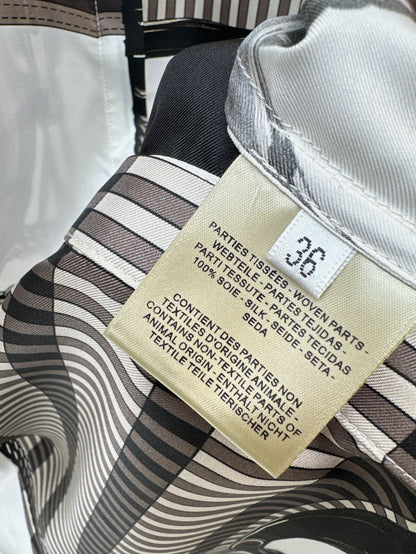 36
PARTIES TISSÉES - WOVEN PARTS -
WEBTEILE - PARTES TEJIDAS -
PARTI TESSUTE - PARTES TECIDAS
100% SOIE - SILK - SEIDE - SETA -
SEDA
CONTIENT DES PARTIES NON
TEXTILES D'ORIGINE ANIMALE -
CONTAINS NON-TEXTILE PARTS OF
ANIMAL ORIGIN - ENTHÄLT NICHT
TEXTILE TEILE TIERISCHER